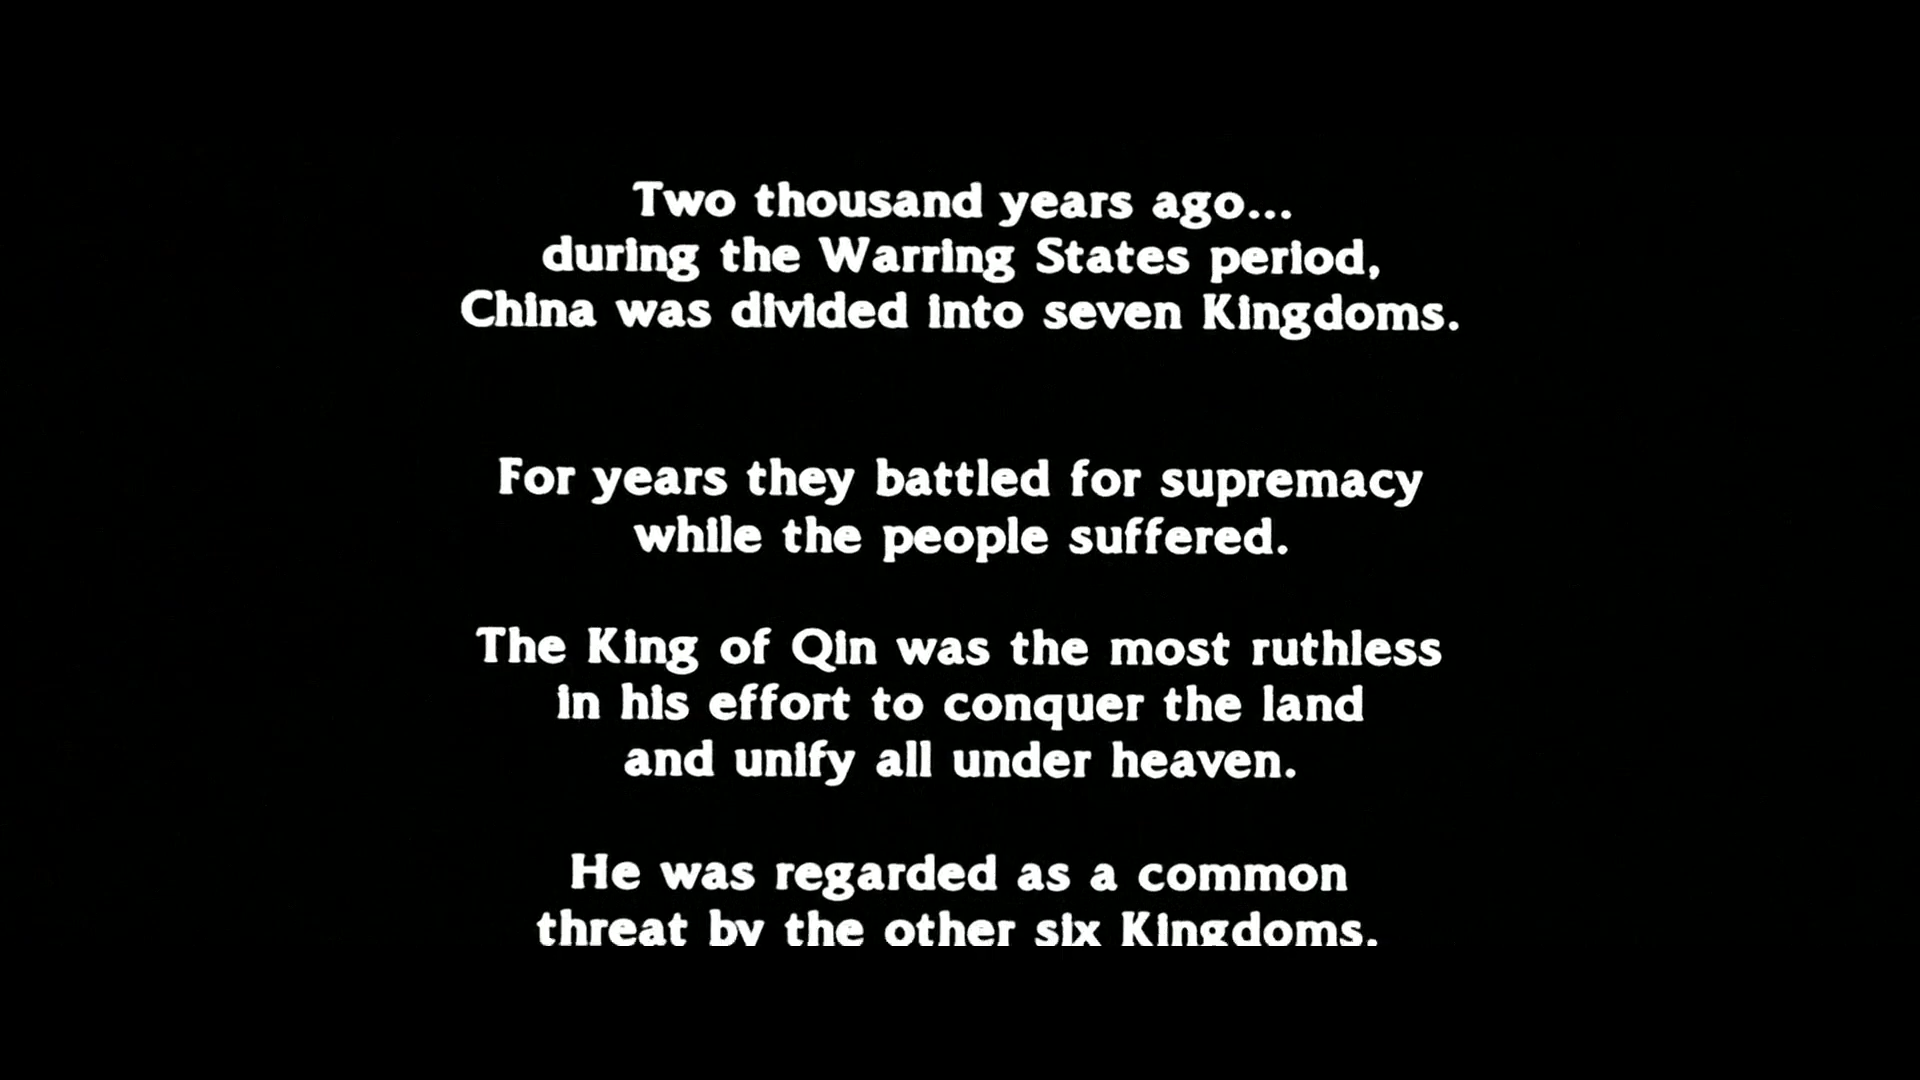 Two thousand years ago...
during the Warring States period,
China was divided into seven Kingdoms.
For years they battled for supremacy
while the people suffered.
The King of Qin was the most ruthless
in his effort to conquer the land
and unify all under heaven.
He was regarded as a common
threat by the other six Kingdoms.